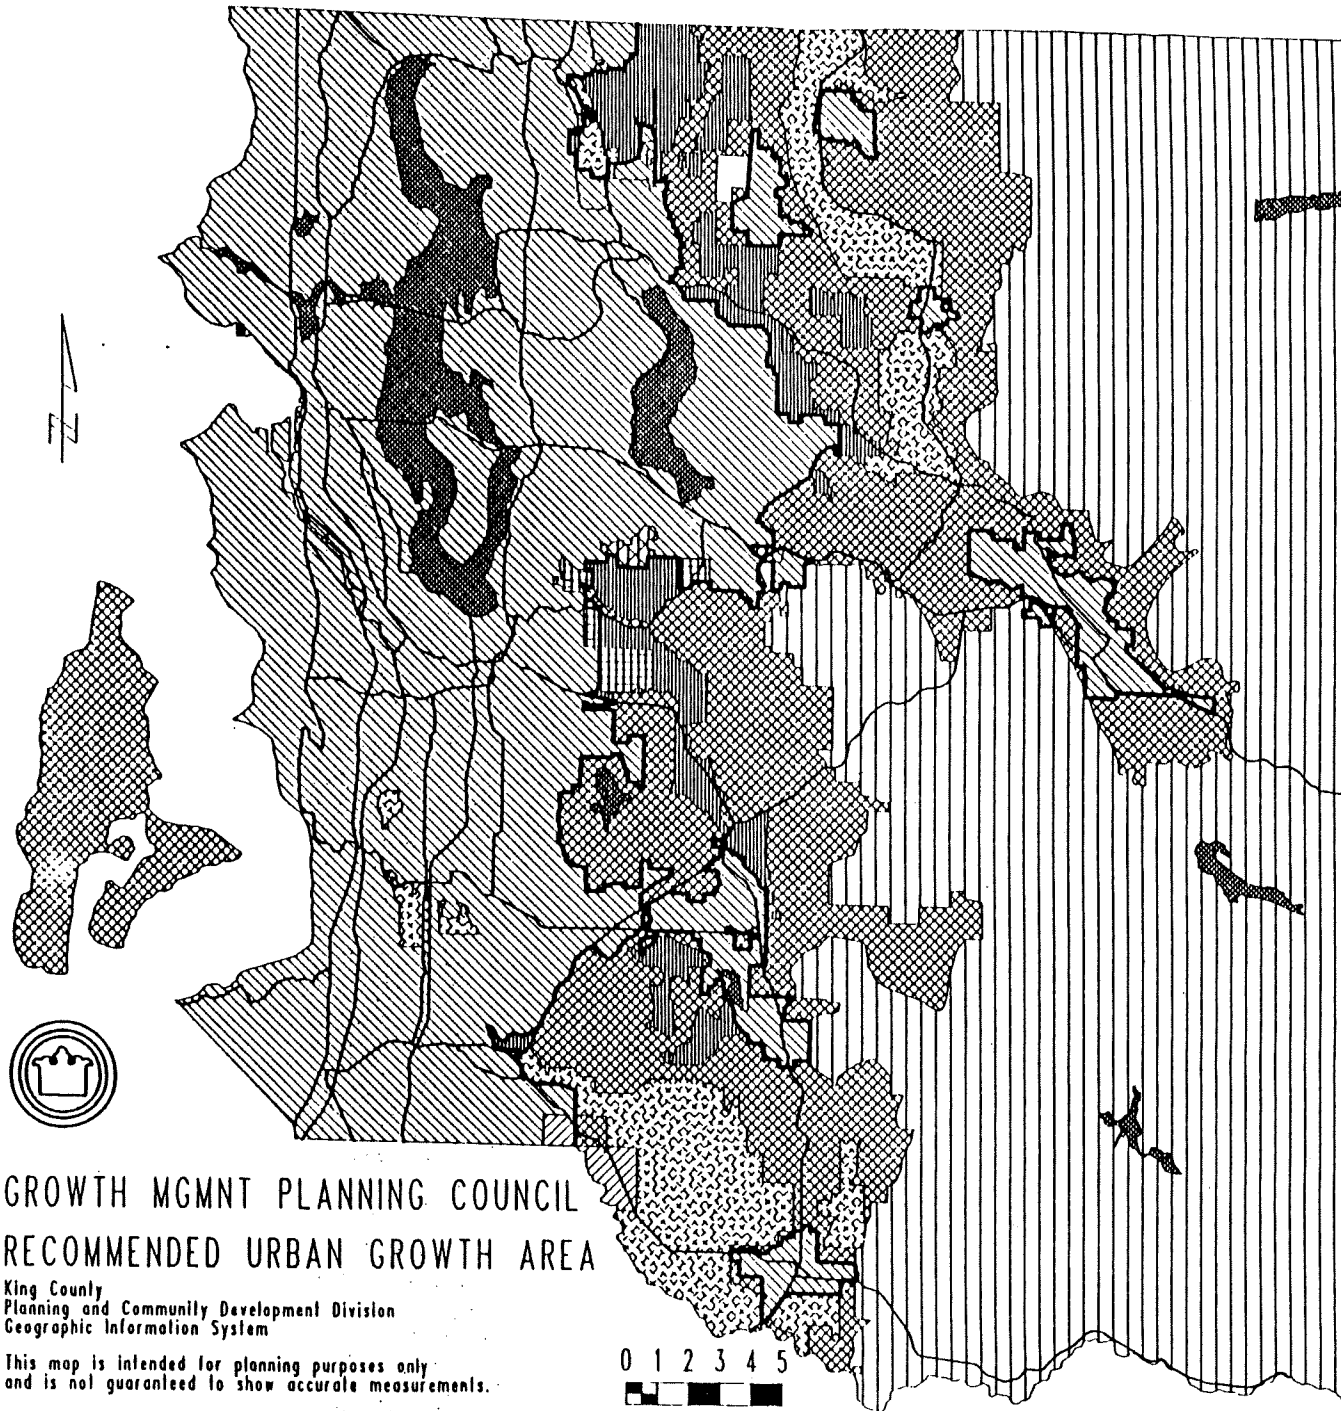 N
GROWTH MGMNT PLANNING COUNCIL
RECOMMENDED URBAN GROWTH AREA
King County
Planning and Community Development Division
Geographic Information System
This map is intended for planning purposes only
and is not guaranteed to show accurate measurements.
0 1 2 3 4 5